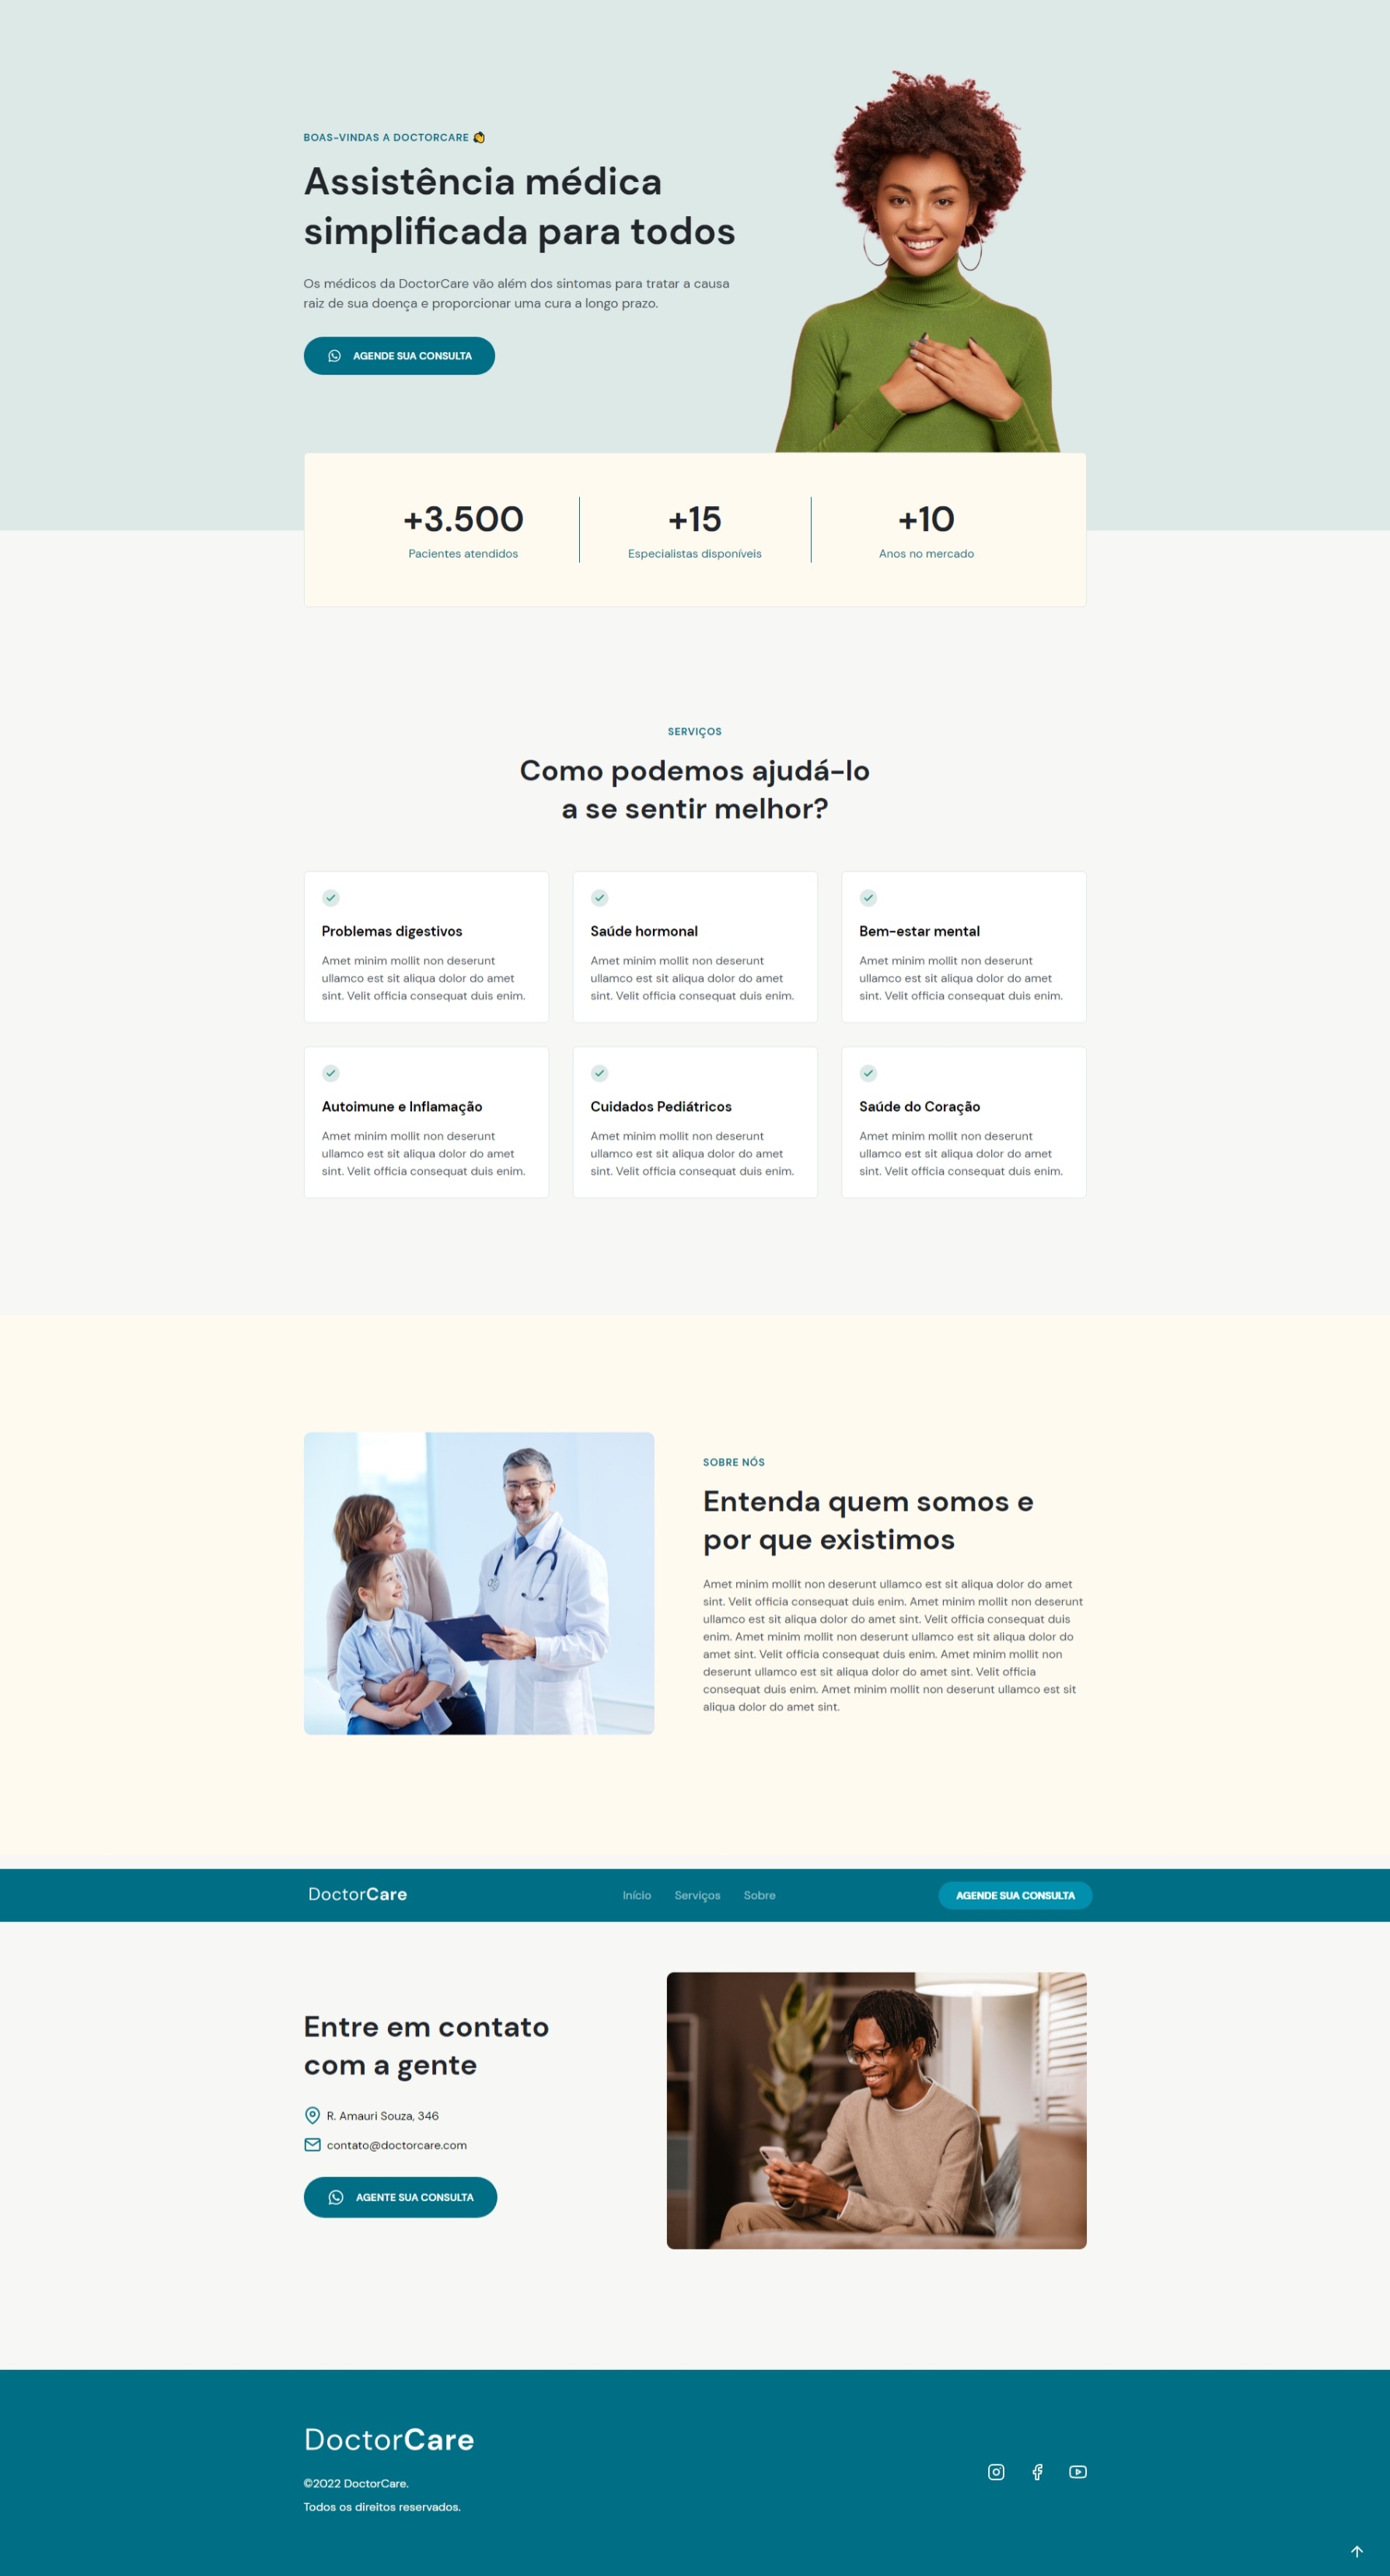 BOAS-VINDAS A DOCTORCARE 👋
Assistência médica
simplificada para todos
Os médicos da DoctorCare vão além dos sintomas para tratar a causa
raiz de sua doença e proporcionar uma cura a longo prazo.
AGENDE SUA CONSULTA
+3.500
Pacientes atendidos
+15
Especialistas disponíveis
+10
Anos no mercado
SERVIÇOS
Como podemos ajudá-lo
a se sentir melhor?
Problemas digestivos
Amet minim mollit non deserunt
ullamco est sit aliqua dolor do amet
sint. Velit officia consequat duis enim.
Saúde hormonal
Amet minim mollit non deserunt
ullamco est sit aliqua dolor do amet
sint. Velit officia consequat duis enim.
Bem-estar mental
Amet minim mollit non deserunt
ullamco est sit aliqua dolor do amet
sint. Velit officia consequat duis enim.
Autoimune e Inflamação
Amet minim mollit non deserunt
ullamco est sit aliqua dolor do amet
sint. Velit officia consequat duis enim.
Cuidados Pediátricos
Amet minim mollit non deserunt
ullamco est sit aliqua dolor do amet
sint. Velit officia consequat duis enim.
Saúde do Coração
Amet minim mollit non deserunt
ullamco est sit aliqua dolor do amet
sint. Velit officia consequat duis enim.
SOBRE NÓS
Entenda quem somos e
por que existimos
Amet minim mollit non deserunt ullamco est sit aliqua dolor do amet
sint. Velit officia consequat duis enim. Amet minim mollit non deserunt
ullamco est sit aliqua dolor do amet sint. Velit officia consequat duis
enim. Amet minim mollit non deserunt ullamco est sit aliqua dolor do
amet sint. Velit officia consequat duis enim. Amet minim mollit non
deserunt ullamco est sit aliqua dolor do amet sint. Velit officia
consequat duis enim. Amet minim mollit non deserunt ullamco est sit
aliqua dolor do amet sint.
DoctorCare
Início
Serviços
Sobre
AGENDE SUA CONSULTA
Entre em contato
com a gente
R. Amauri Souza, 346
contato@doctorcare.com
AGENTE SUA CONSULTA
DoctorCare
©2022 DoctorCare.
Todos os direitos reservados.